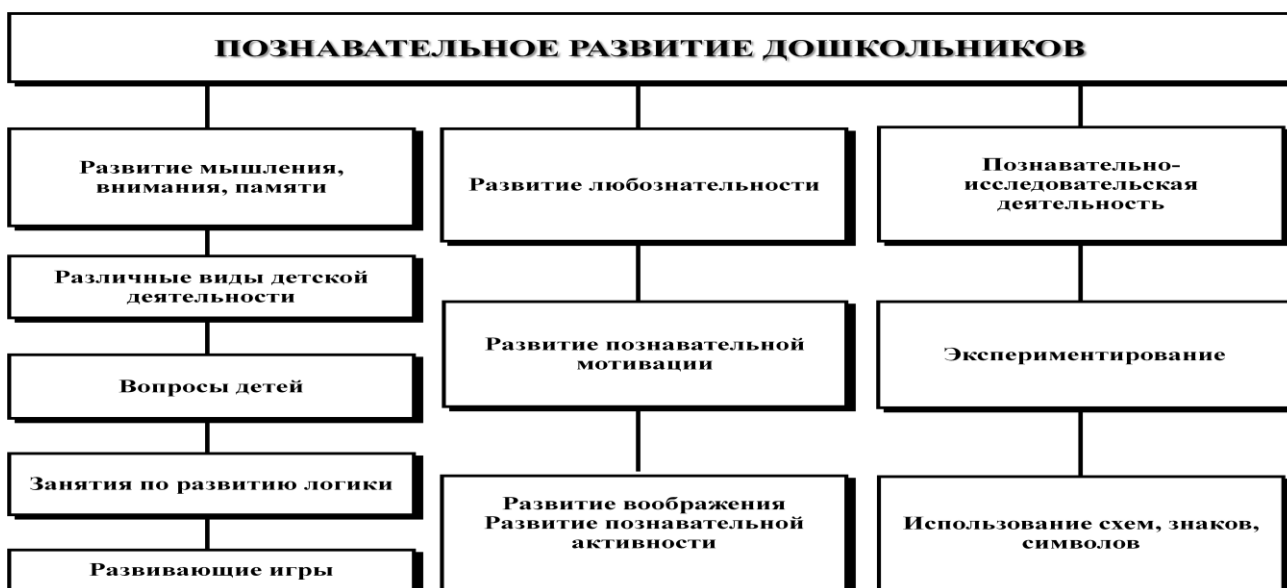 ПОЗНАВАТЕЛЬНОЕ РАЗВИТИЕ ДОШКОЛЬНИКОВ
Развитие мышления,
внимания, памяти
Различные виды детской
деятельности
Вопросы детей
Занятия по развитию логики
Развивающие игры
Развитие любознательности
Развитие познавательной
мотивации
Развитие воображения
Развитие познавательной
активности
Познавательно-
исследовательская
деятельность
Экспериментирование
Использование схем, знаков,
символов